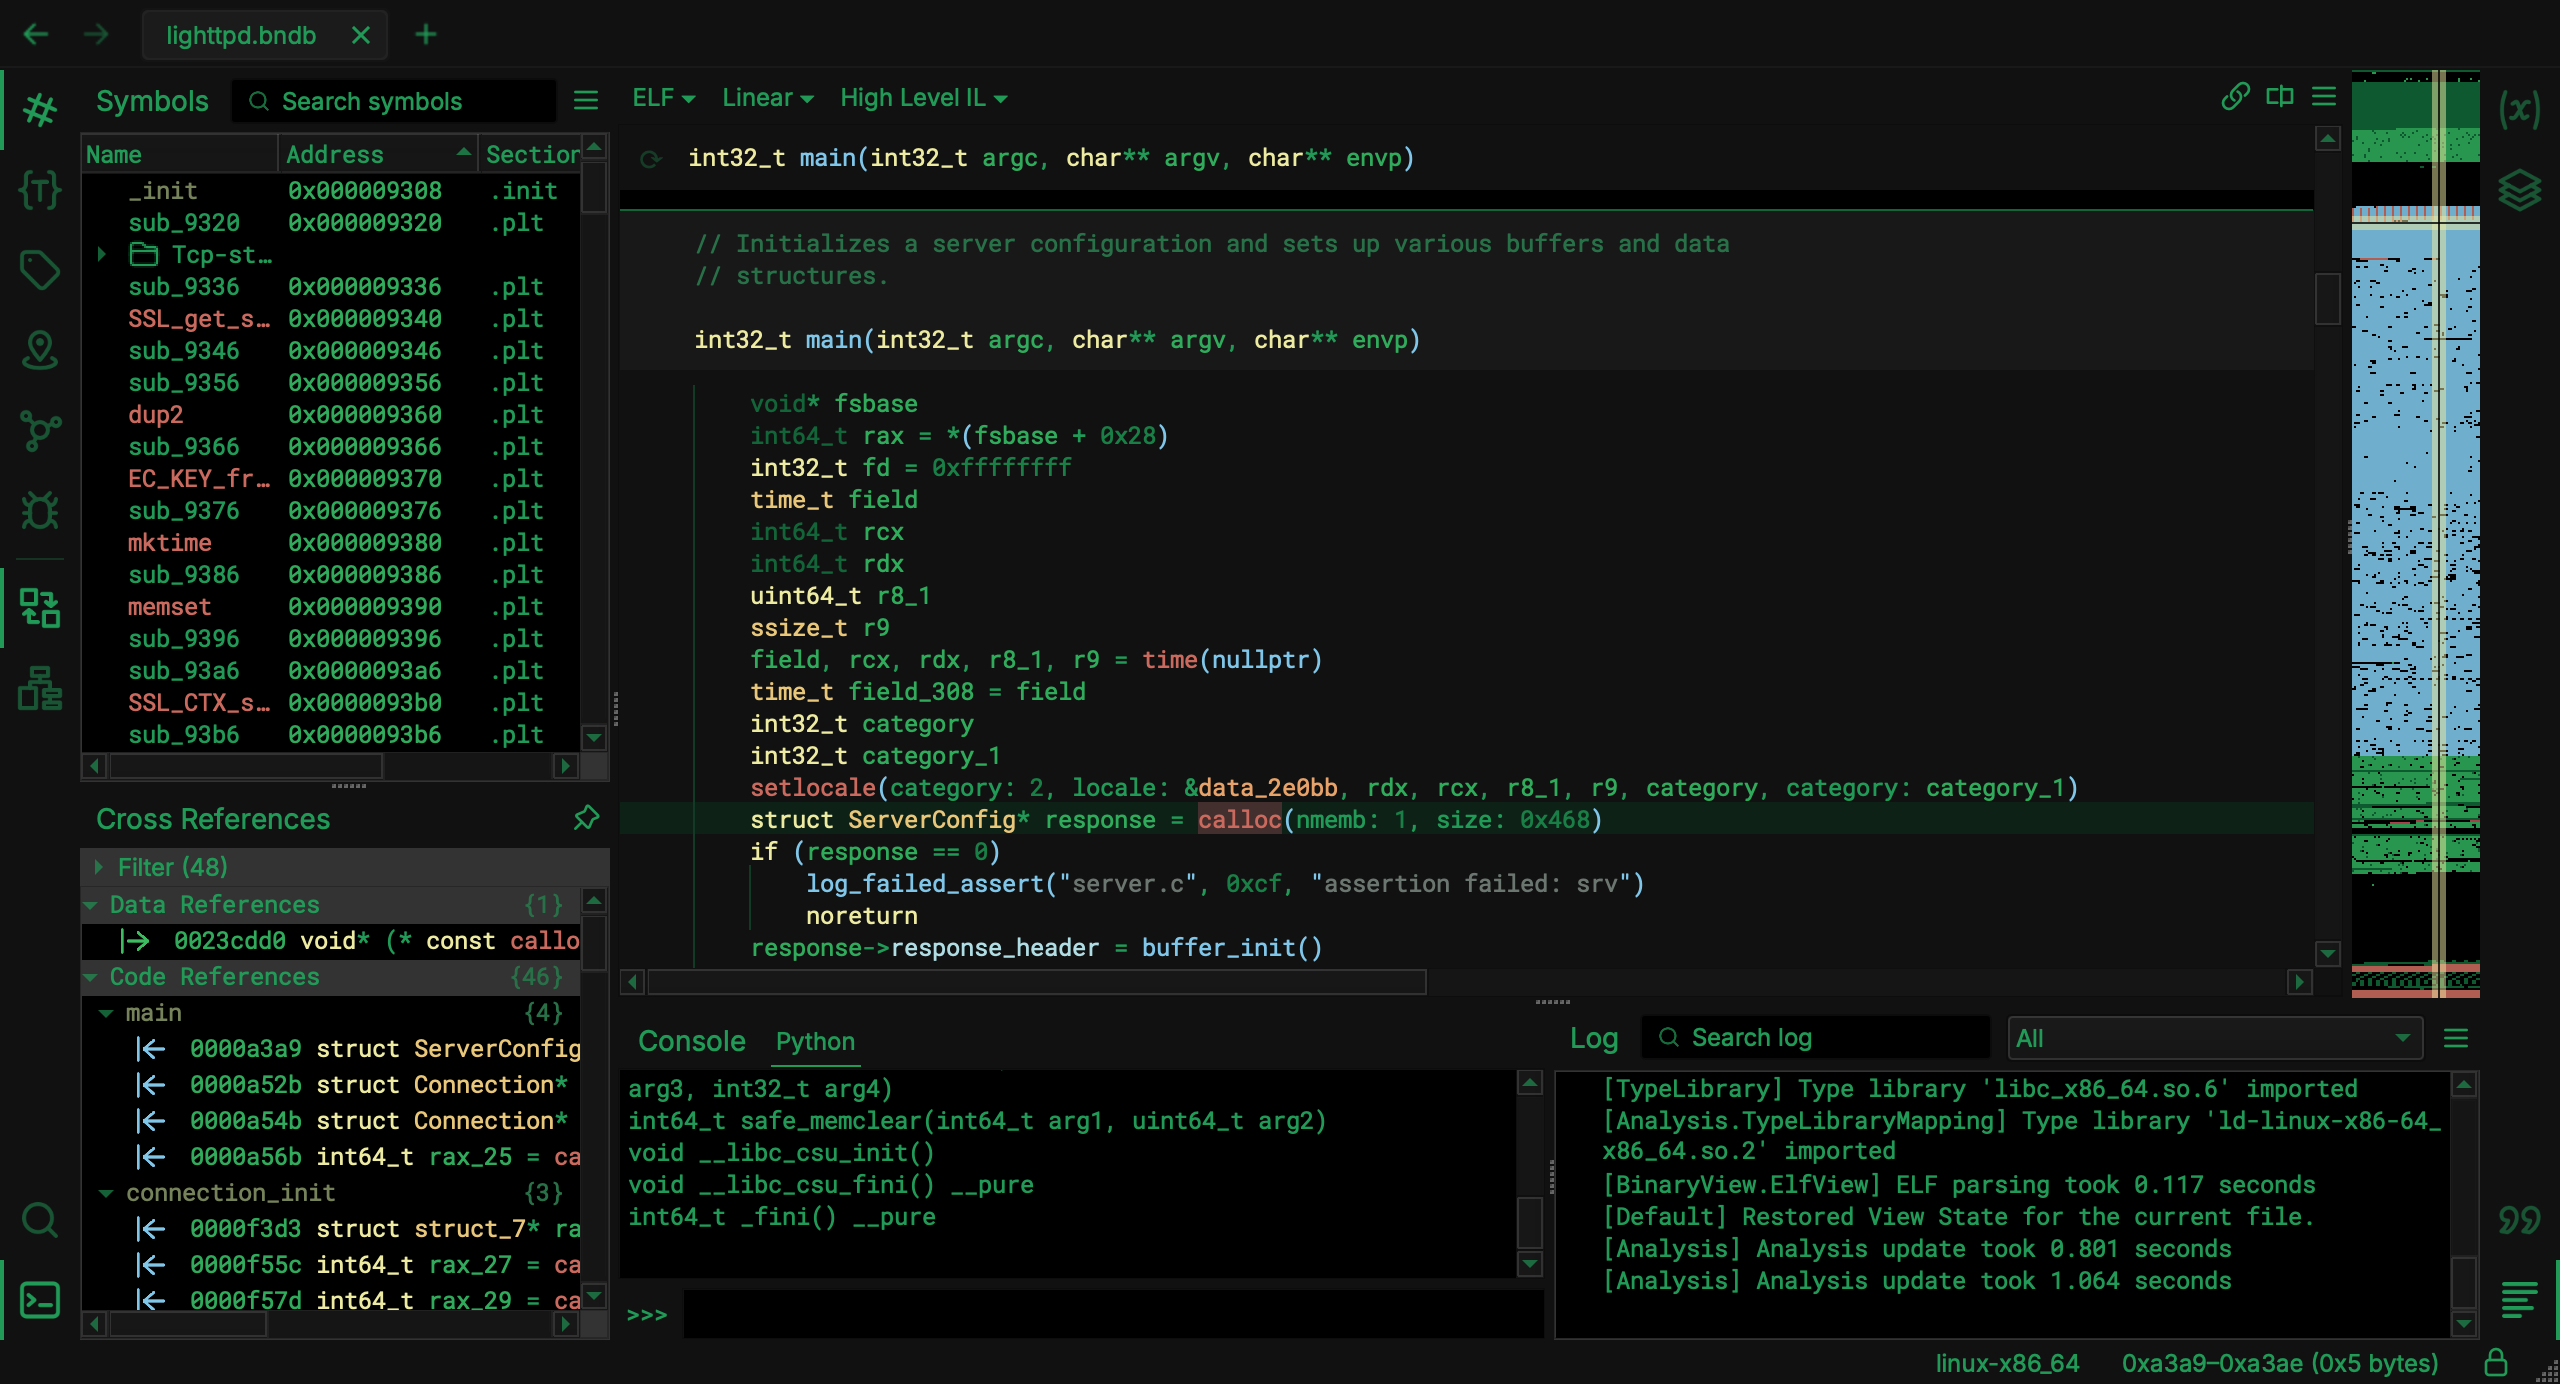 lighttpd.bndb
Symbols
Search symbols
Name Address Section
_init 0x000009308 .init
sub_9320 0x000009320 .plt
Tcp-st…
sub_9336 0x000009336 .plt
SSL_get_s… 0x000009340 .plt
sub_9346 0x000009346 .plt
sub_9356 0x000009356 .plt
dup2 0x000009360 .plt
sub_9366 0x000009366 .plt
EC_KEY_fr… 0x000009370 .plt
sub_9376 0x000009376 .plt
mktime 0x000009380 .plt
sub_9386 0x000009386 .plt
memset 0x000009390 .plt
sub_9396 0x000009396 .plt
sub_93a6 0x0000093a6 .plt
SSL_CTX_s… 0x0000093b0 .plt
sub_93b6 0x0000093b6 .plt
Cross References
Filter (48)
Data References {1}
0023cdd0 void* (* const callo
Code References {46}
main {4}
0000a3a9 struct ServerConfig
0000a52b struct Connection*
0000a54b struct Connection*
0000a56b int64_t rax_25 = ca
connection_init {3}
0000f3d3 struct struct_7* ra
0000f55c int64_t rax_27 = ca
0000f57d int64_t rax_29 = ca
ELF Linear High Level IL
int32_t main(int32_t argc, char** argv, char** envp)
// Initializes a server configuration and sets up various buffers and data
// structures.
int32_t main(int32_t argc, char** argv, char** envp)
void* fsbase
int64_t rax = *(fsbase + 0x28)
int32_t fd = 0xffffffff
time_t field
int64_t rcx
int64_t rdx
uint64_t r8_1
ssize_t r9
field, rcx, rdx, r8_1, r9 = time(nullptr)
time_t field_308 = field
int32_t category
int32_t category_1
setlocale(category: 2, locale: &data_2e0bb, rdx, rcx, r8_1, r9, category, category: category_1)
struct ServerConfig* response = calloc(nmemb: 1, size: 0x468)
if (response == 0)
log_failed_assert("server.c", 0xcf, "assertion failed: srv")
noreturn
response->response_header = buffer_init()
Console Python
arg3, int32_t arg4)
int64_t safe_memclear(int64_t arg1, uint64_t arg2)
void __libc_csu_init()
void __libc_csu_fini() __pure
int64_t _fini() __pure
>>>
Log
Search log
All
[TypeLibrary] Type library 'libc_x86_64.so.6' imported
[Analysis.TypeLibraryMapping] Type library 'ld-linux-x86-64_
x86_64.so.2' imported
[BinaryView.ElfView] ELF parsing took 0.117 seconds
[Default] Restored View State for the current file.
[Analysis] Analysis update took 0.801 seconds
[Analysis] Analysis update took 1.064 seconds
linux-x86_64 0xa3a9–0xa3ae (0x5 bytes)